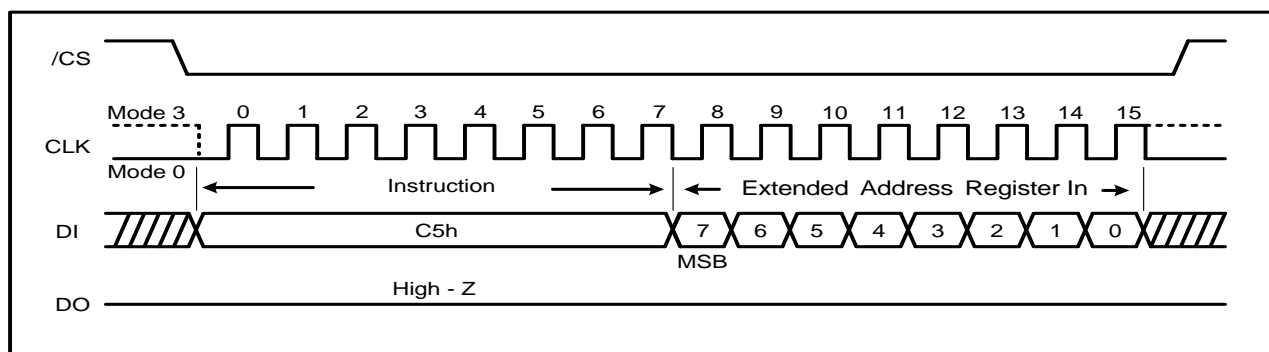 /CS
Mode 3 0 1 2 3 4 5 6 7 8 9 10 11 12 13 14 15
CLK
Mode 0
Instruction Extended Address Register In
DI C5h 7 6 5 4 3 2 1 0
MSB
High - Z
DO